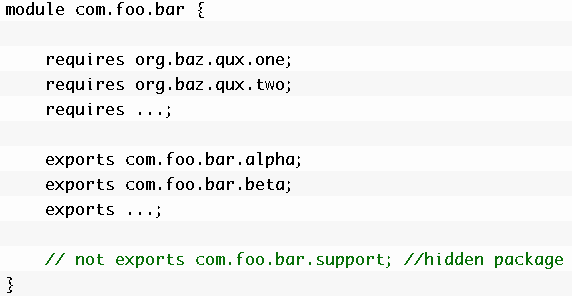 module com.foo.bar {
requires org.baz.qux.one;
requires org.baz.qux.two;
requires ...;
exports com.foo.bar.alpha;
exports com.foo.bar.beta;
exports ...;
// not exports com.foo.bar.support; //hidden package
}